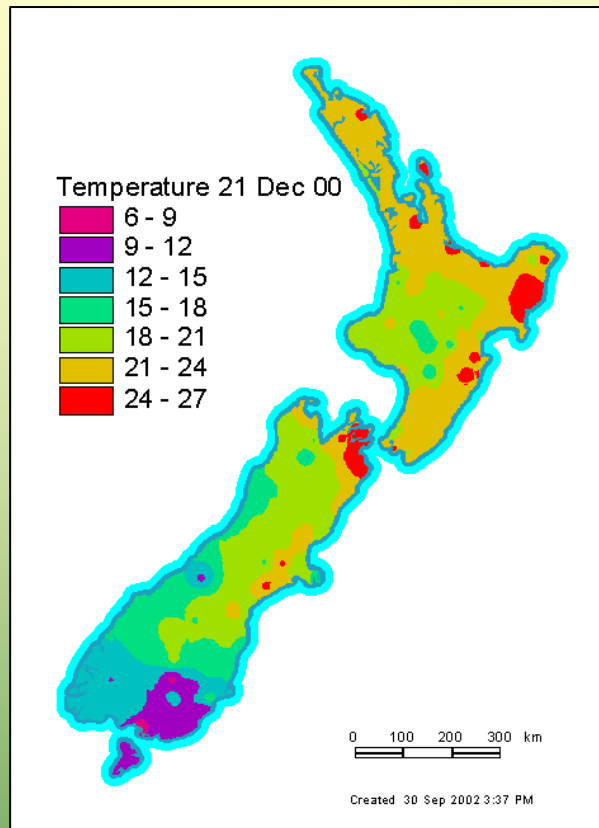 Temperature 21 Dec 00
6 - 9
9 - 12
12 - 15
15 - 18
18 - 21
21 - 24
24 - 27
0 100 200 300 km
Created 30 Sep 2002 3:37 PM